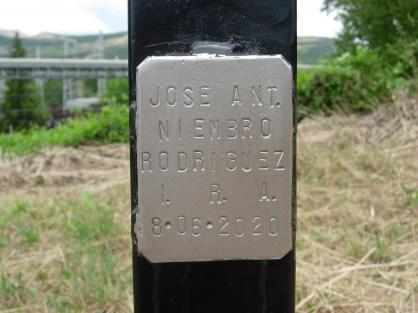 JOSE ANT.
NIEMBRO
RODRIGUEZ
I. R. A.
8•06•2020